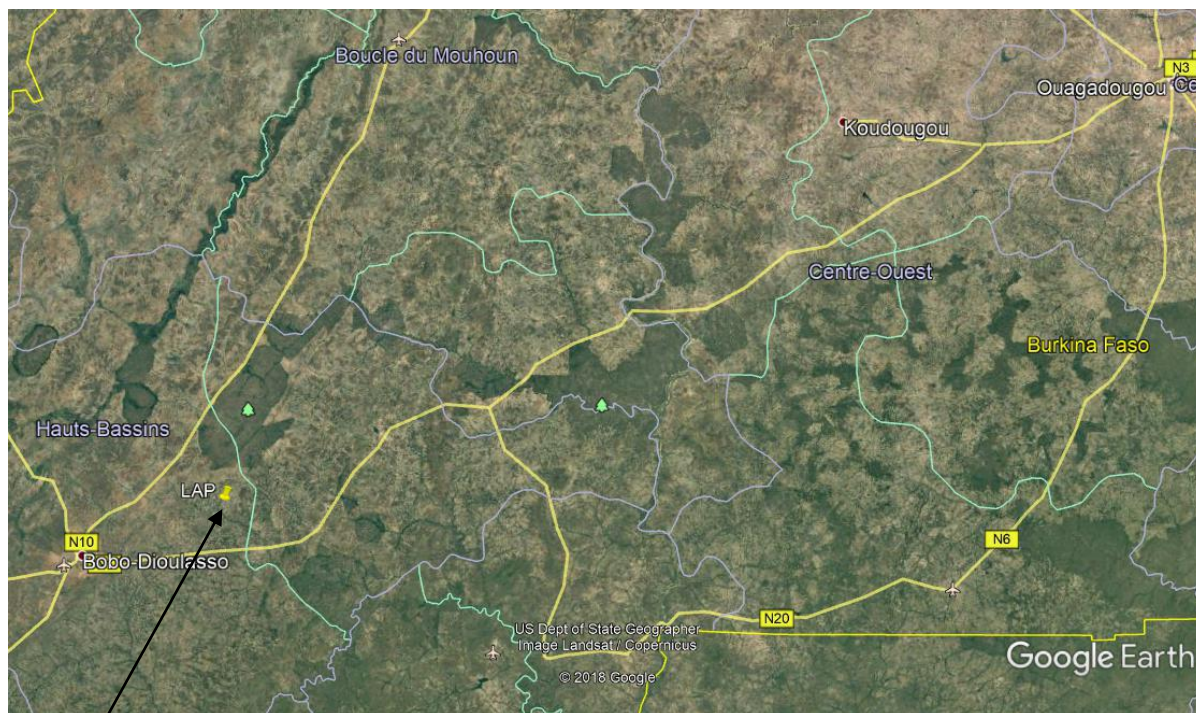 Boucle du Mouhoun
N3
Ouagadougou
Ce
Koudougou
Centre-Ouest
Burkina Faso
Hauts-Bassins
LAP
N10
Bobo-Dioulasso
N6
N20
US Dept of State Geographer
Image Landsat / Copernicus
© 2018 Google
Google Earth